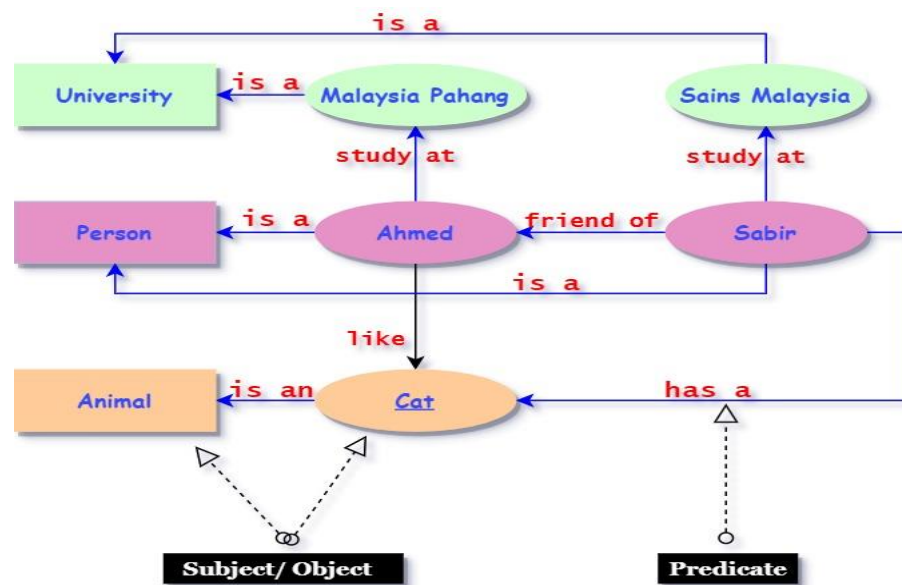 is a
University
is a
Malaysia Pahang
Sains Malaysia
study at
study at
Person
is a
Ahmed
friend of
Sabir
is a
like
Animal
is an
Cat
has a
Subject/ Object
Predicate